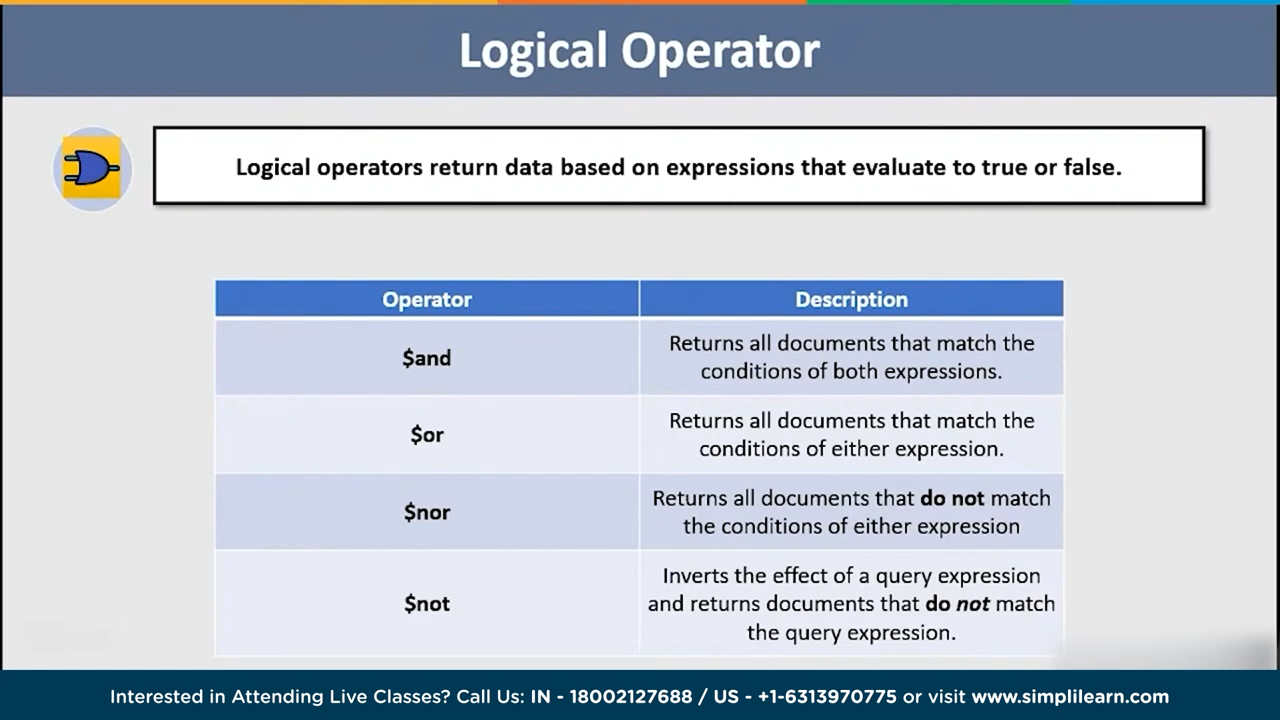 Logical Operator
Logical operators return data based on expressions that evaluate to true or false.
Operator
Description
$and
Returns all documents that match the
conditions of both expressions.
$or
Returns all documents that match the
conditions of either expression.
$nor
Returns all documents that do not match
the conditions of either expression
$not
Inverts the effect of a query expression
and returns documents that do not match
the query expression.
Interested in Attending Live Classes? Call Us: IN - 18002127688 / US - +1-6313970775 or visit www.simplilearn.com